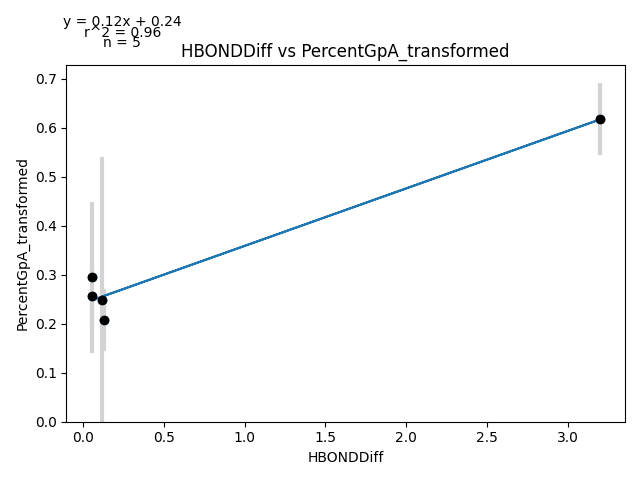 y = 0.12x + 0.24
r^2 = 0.96
n = 5
HBONDDiff vs PercentGpA_transformed
0.7
0.6
0.5
0.4
0.3
0.2
0.1
0.0
PercentGpA_transformed
0.0 0.5 1.0 1.5 2.0 2.5 3.0
HBONDDiff